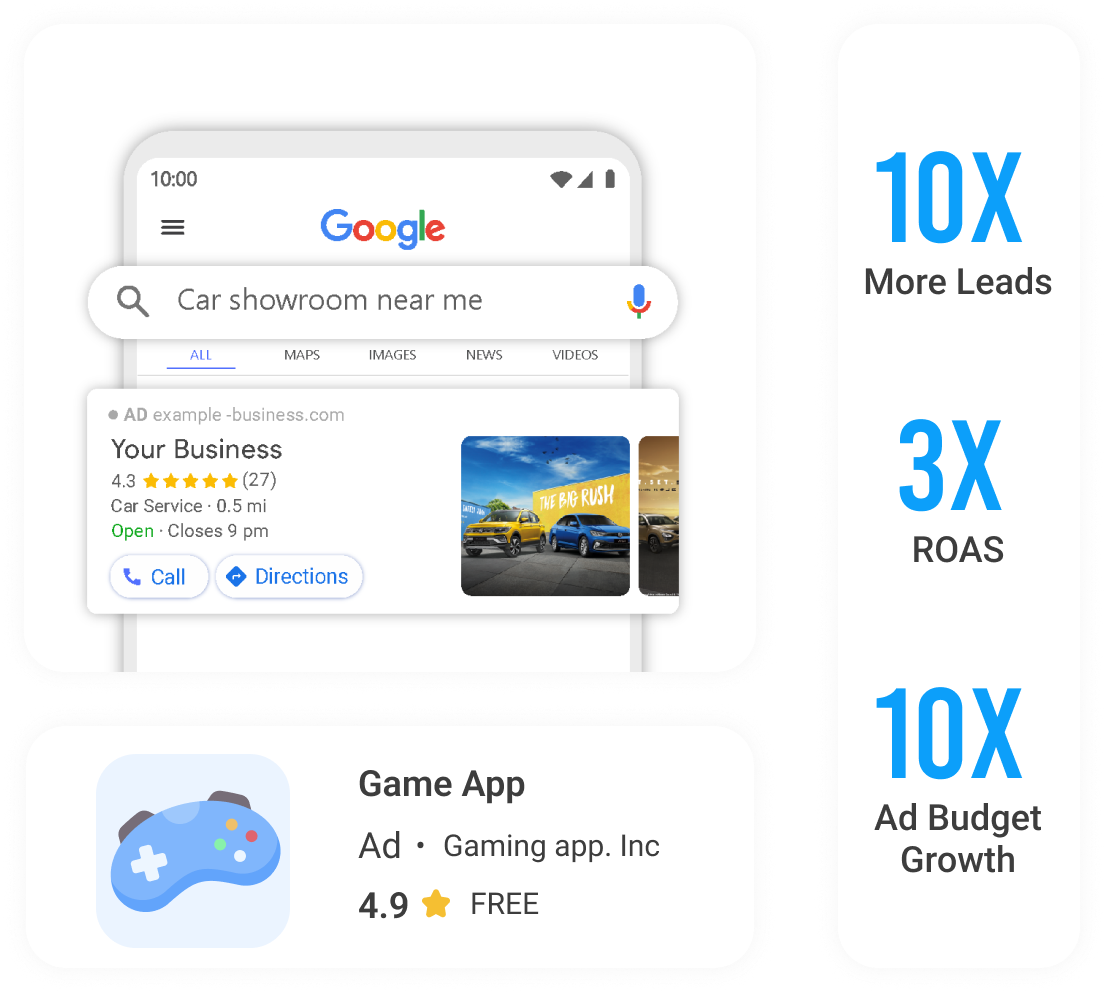 10:00
Google
Car showroom near me
ALL MAPS IMAGES NEWS VIDEOS
AD example -business.com
Your Business
4.3 (27)
Car Service · 0.5 mi
Open · Closes 9 pm
Call Directions
THE BIG RUSH
Game App
Ad • Gaming app. Inc
4.9 FREE
10X
More Leads
3X
ROAS
10X
Ad Budget
Growth